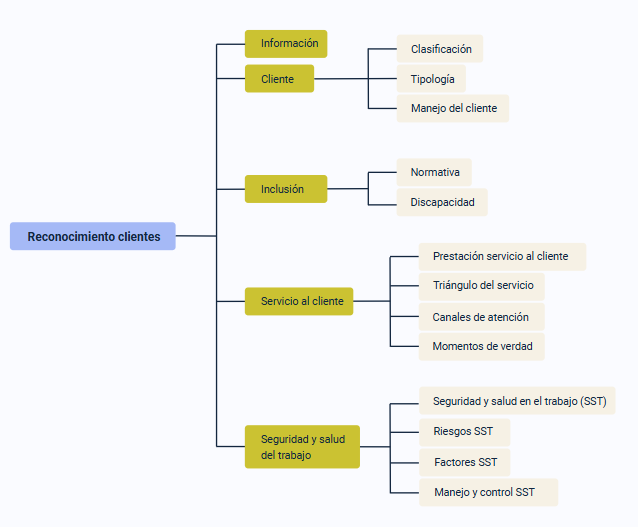 Reconocimiento clientes
Información
Cliente
Clasificación
Tipología
Manejo del cliente
Inclusión
Normativa
Discapacidad
Servicio al cliente
Prestación servicio al cliente
Triángulo del servicio
Canales de atención
Momentos de verdad
Seguridad y salud
del trabajo
Seguridad y salud en el trabajo (SST)
Riesgos SST
Factores SST
Manejo y control SST